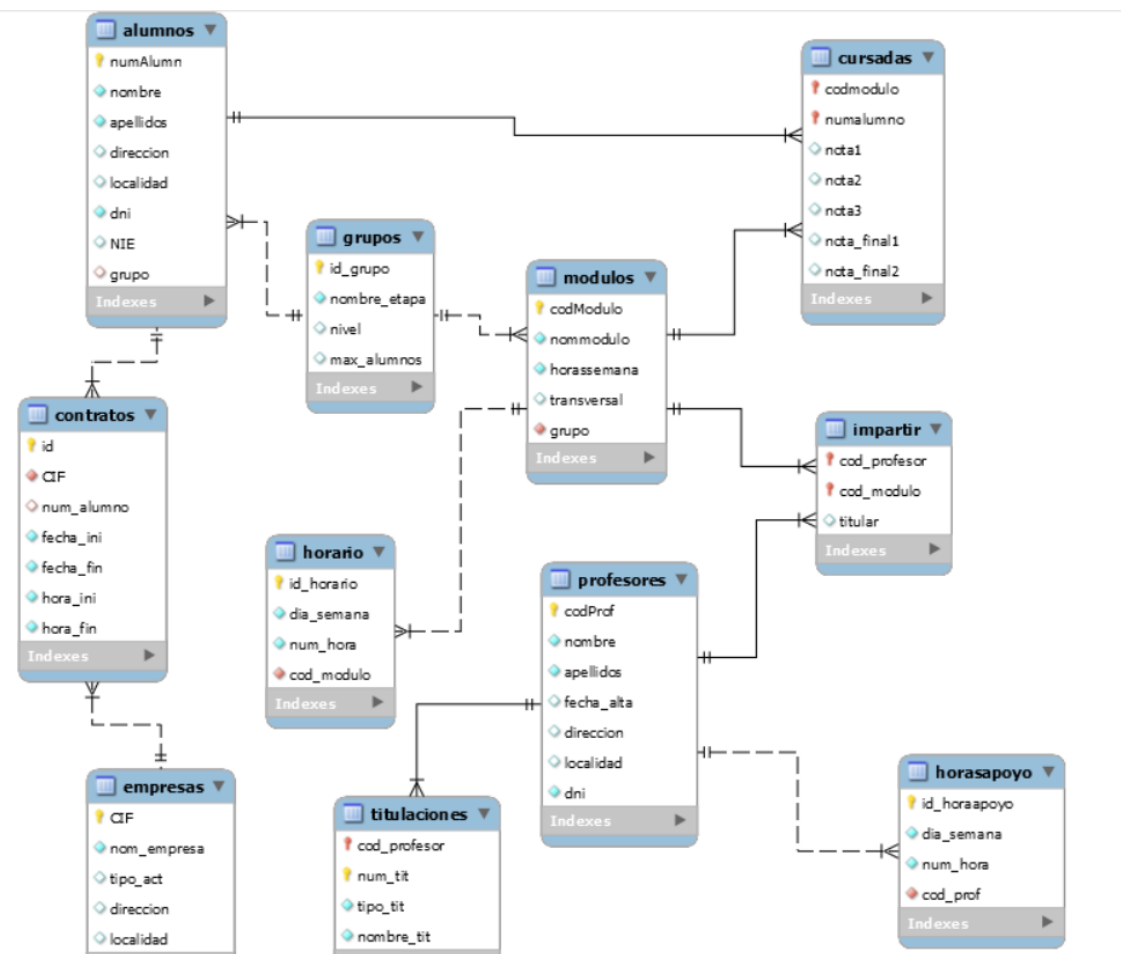 alumnos
numAlumn
nombre
apellidos
direccion
localidad
dni
NIE
grupo
Indexes
cursadas
codmodulo
numalumno
nota1
nota2
nota3
nota_final1
nota_final2
Indexes
grupos
id_grupo
nombre_etapa
nivel
max_alumnos
Indexes
modulos
codModulo
nommodulo
horassemana
transversal
grupo
Indexes
contratos
id
CIF
num_alumno
fecha_ini
fecha_fin
hora_ini
hora_fin
Indexes
impartir
cod_profesor
cod_modulo
titular
Indexes
horario
id_horario
dia_semana
num_hora
cod_modulo
Indexes
profesores
codProf
nombre
apellidos
fecha_alta
direccion
localidad
dni
Indexes
empresas
CIF
nom_empresa
tipo_act
direccion
localidad
titulaciones
cod_profesor
num_tit
tipo_tit
nombre_tit
horasapoyo
id_horaapoyo
dia_semana
num_hora
cod_prof
Indexes